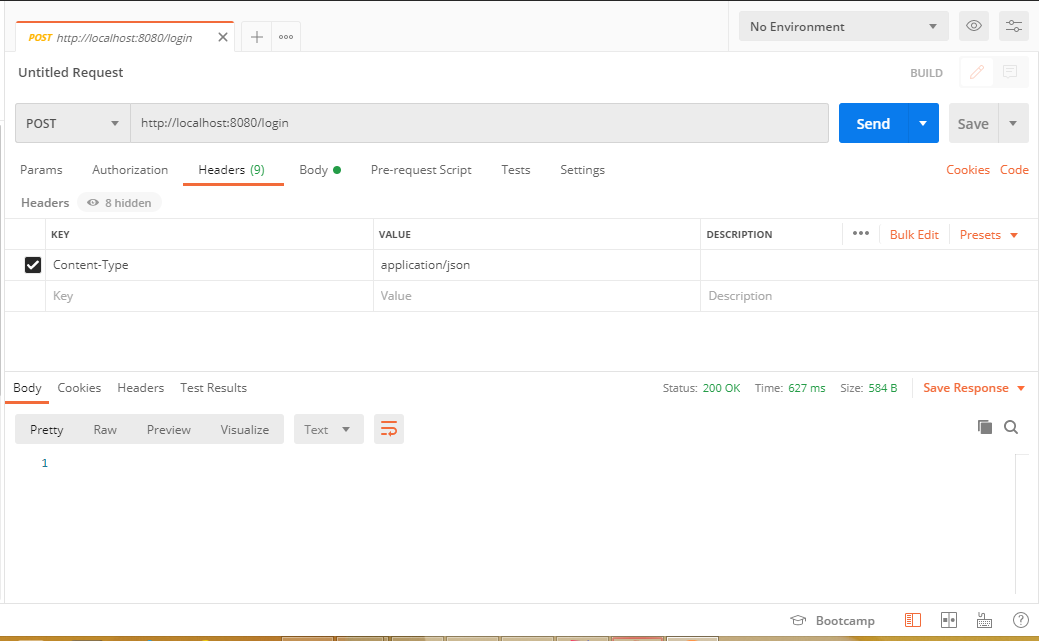 POST http://localhost:8080/login
No Environment
Untitled Request
BUILD
POST http://localhost:8080/login Send Save
Params Authorization Headers (9) Body Pre-request Script Tests Settings Cookies Code
Headers 8 hidden
KEY VALUE DESCRIPTION Bulk Edit Presets
Content-Type application/json
Key Value Description
Body Cookies Headers Test Results Status: 200 OK Time: 627 ms Size: 584 B Save Response
Pretty Raw Preview Visualize Text
1
Bootcamp